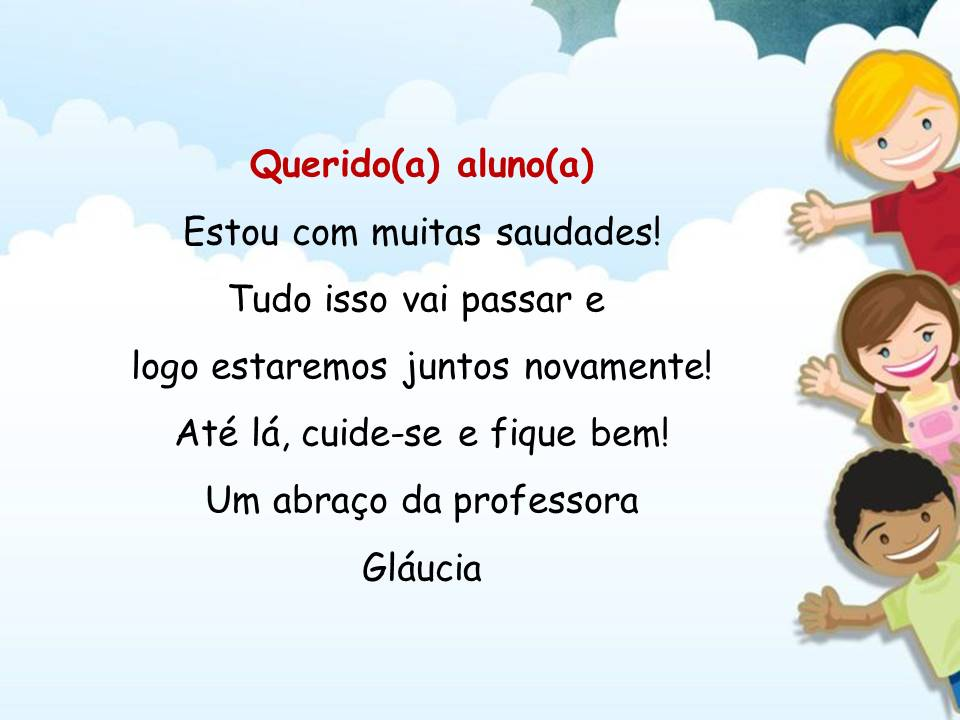 Querido(a) aluno(a)
Estou com muitas saudades!
Tudo isso vai passar e
logo estaremos juntos novamente!
Até lá, cuide-se e fique bem!
Um abraço da professora
Gláucia